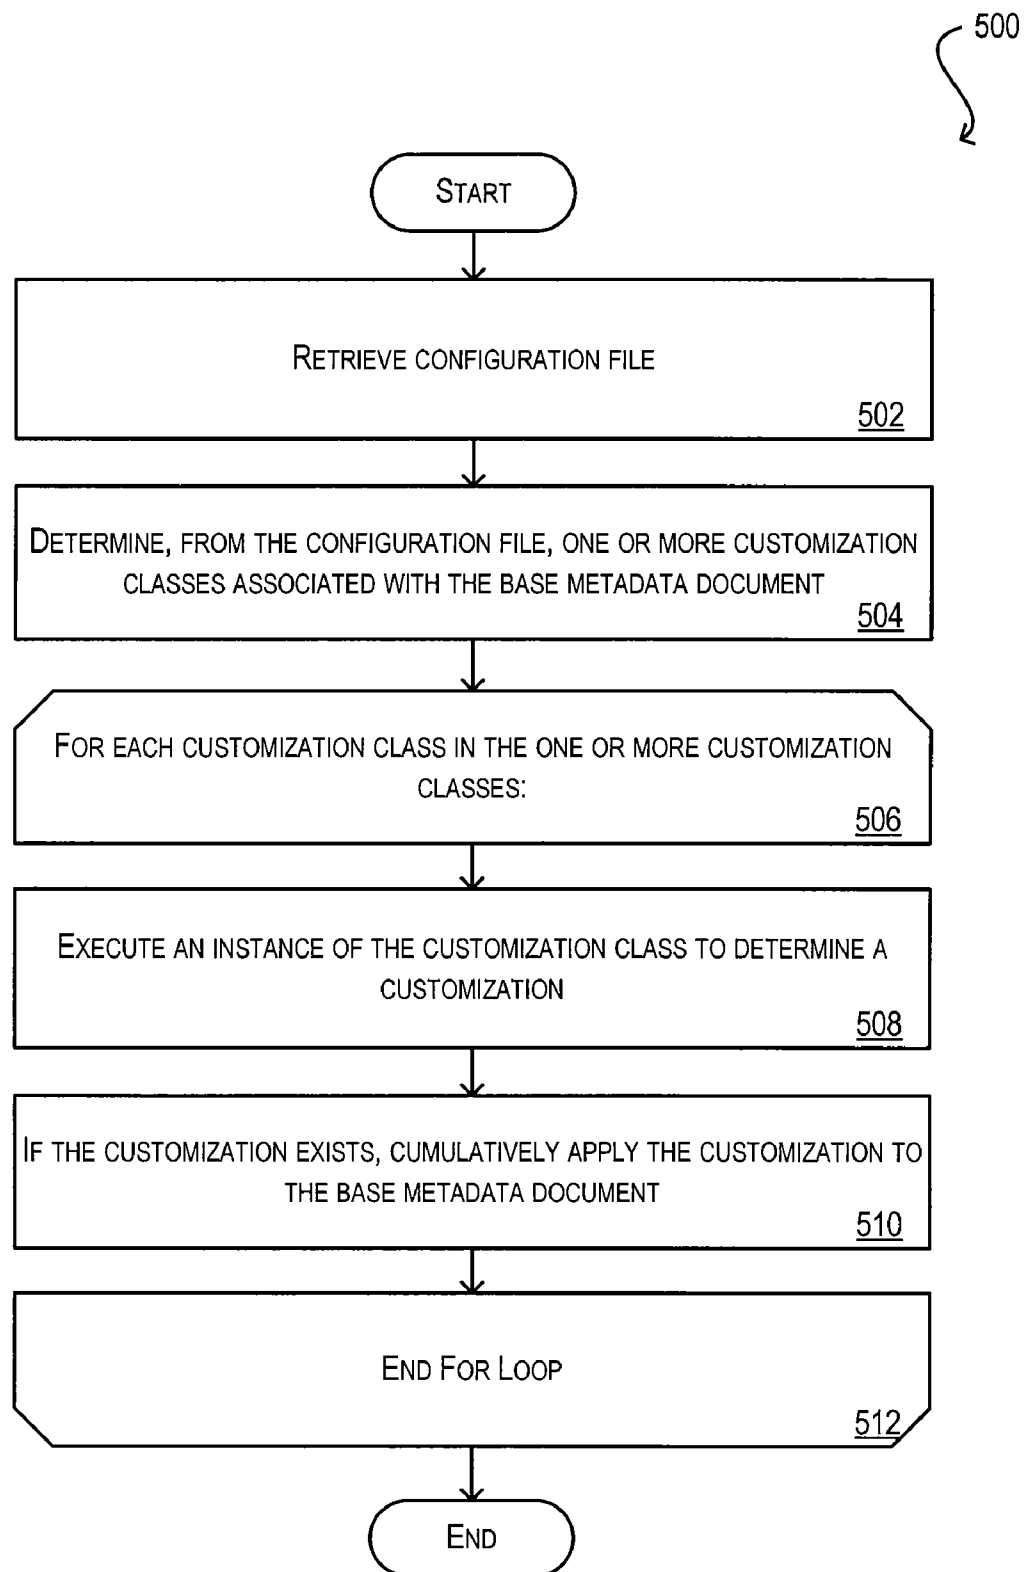 500
START
RETRIEVE CONFIGURATION FILE
502
DETERMINE, FROM THE CONFIGURATION FILE, ONE OR MORE CUSTOMIZATION
CLASSES ASSOCIATED WITH THE BASE METADATA DOCUMENT
504
FOR EACH CUSTOMIZATION CLASS IN THE ONE OR MORE CUSTOMIZATION
CLASSES:
506
EXECUTE AN INSTANCE OF THE CUSTOMIZATION CLASS TO DETERMINE A
CUSTOMIZATION
508
IF THE CUSTOMIZATION EXISTS, CUMULATIVELY APPLY THE CUSTOMIZATION TO
THE BASE METADATA DOCUMENT
510
END FOR LOOP
512
END